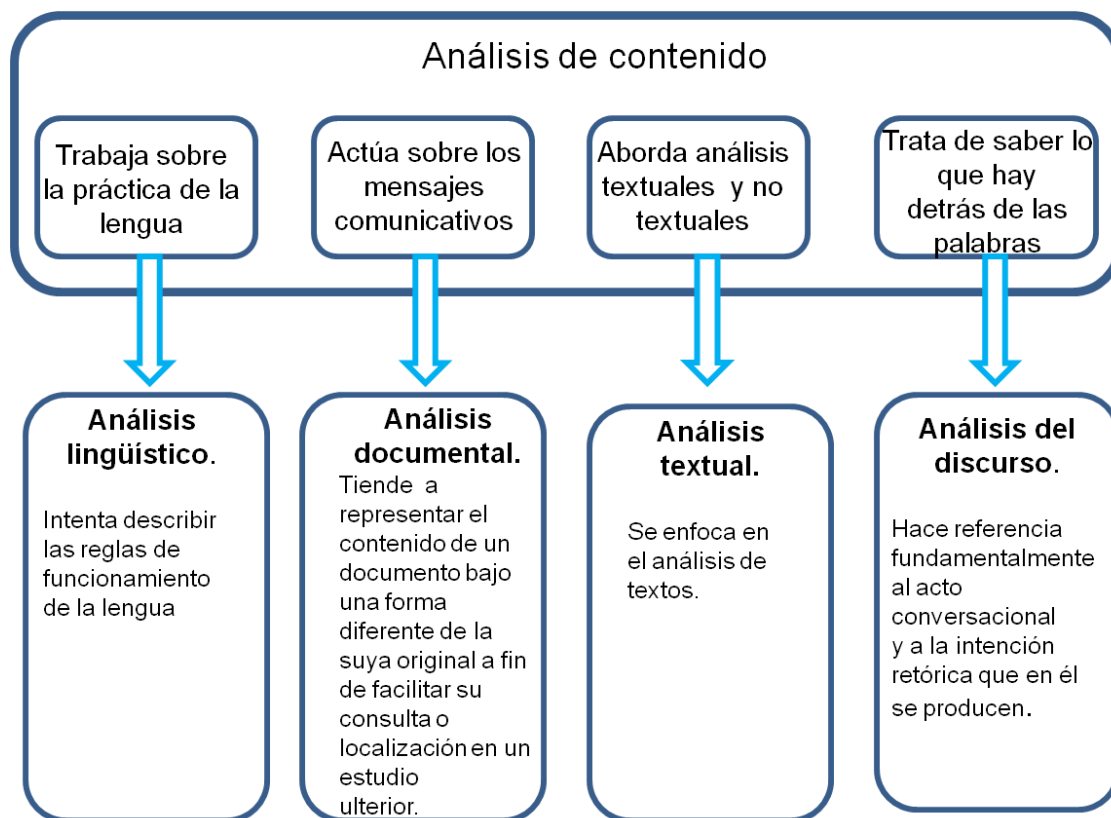 Análisis de contenido
Trabaja sobre
la práctica de la
lengua
Actúa sobre los
mensajes
comunicativos
Aborda análisis
textuales y no
textuales
Trata de saber lo
que hay
detrás de las
palabras
Análisis
lingüístico.
Intenta describir
las reglas de
funcionamiento
de la lengua
Análisis
documental.
Tiende a
representar el
contenido de un
documento bajo
una forma
diferente de la
suya original a fin
de facilitar su
consulta o
localización en un
estudio
ulterior.
Análisis
textual.
Se enfoca en
el análisis de
textos.
Análisis del
discurso.
Hace referencia
fundamentalmente
al acto
conversacional
y a la intención
retórica que en él
se producen.